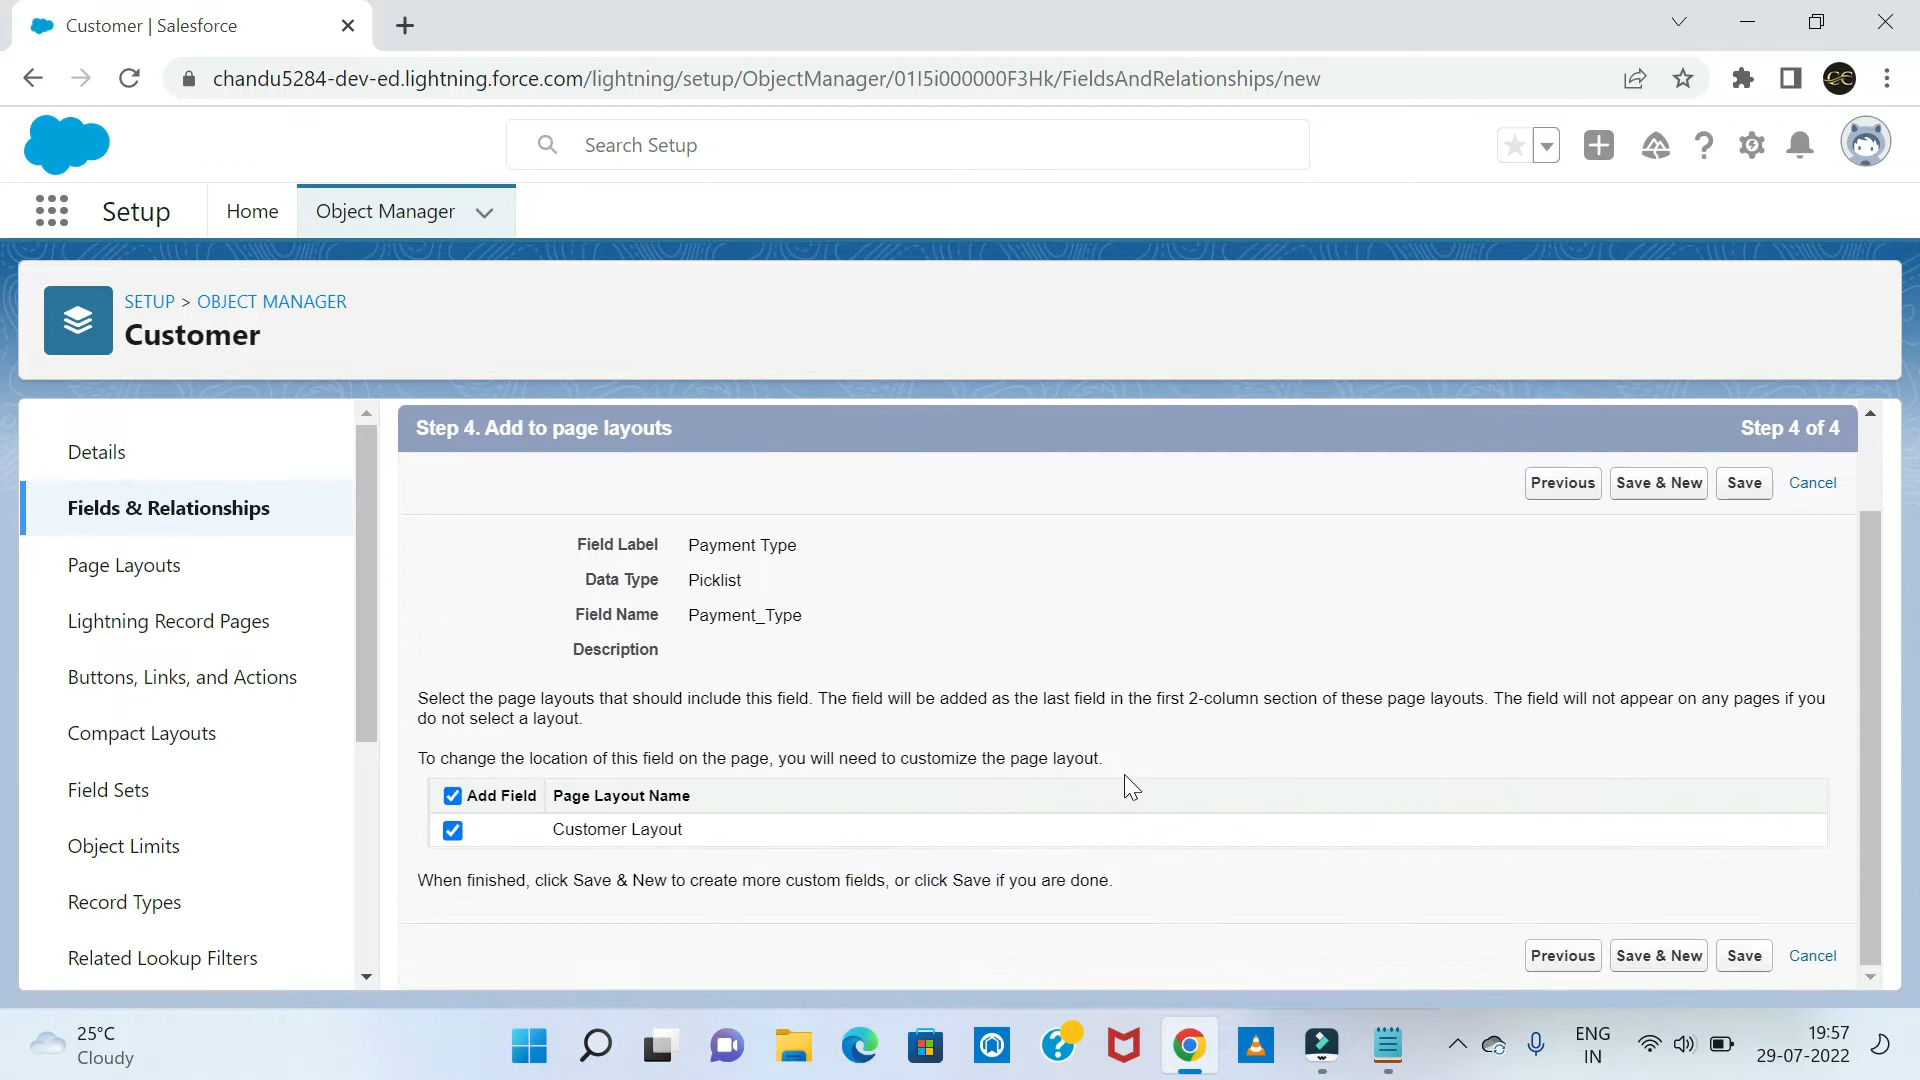 Customer | Salesforce
chandu5284-dev-ed.lightning.force.com/lightning/setup/ObjectManager/01I5i000000F3Hk/FieldsAndRelationships/new
Search Setup
Setup
Home
Object Manager
SETUP > OBJECT MANAGER
Customer
Details
Fields & Relationships
Page Layouts
Lightning Record Pages
Buttons, Links, and Actions
Compact Layouts
Field Sets
Object Limits
Record Types
Related Lookup Filters
Step 4. Add to page layouts
Step 4 of 4
Previous
Save & New
Save
Cancel
Field Label Payment Type
Data Type Picklist
Field Name Payment_Type
Description
Select the page layouts that should include this field. The field will be added as the last field in the first 2-column section of these page layouts. The field will not appear on any pages if you
do not select a layout.
To change the location of this field on the page, you will need to customize the page layout.
Add Field Page Layout Name
Customer Layout
When finished, click Save & New to create more custom fields, or click Save if you are done.
Previous
Save & New
Save
Cancel
25°C
Cloudy
ENG
IN
19:57
29-07-2022